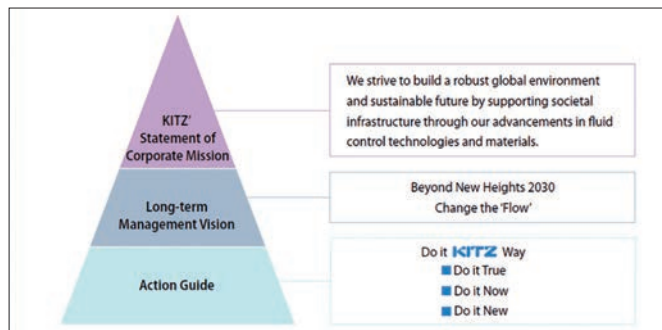 KITZ'
Statement of
Corporate Mission
We strive to build a robust global environment
and sustainable future by supporting societal
infrastructure through our advancements in fluid
control technologies and materials.
Long-term
Management Vision
Beyond New Heights 2030
Change the 'Flow'
Action Guide
Do it KITZ Way
Do it True
Do it Now
Do it New